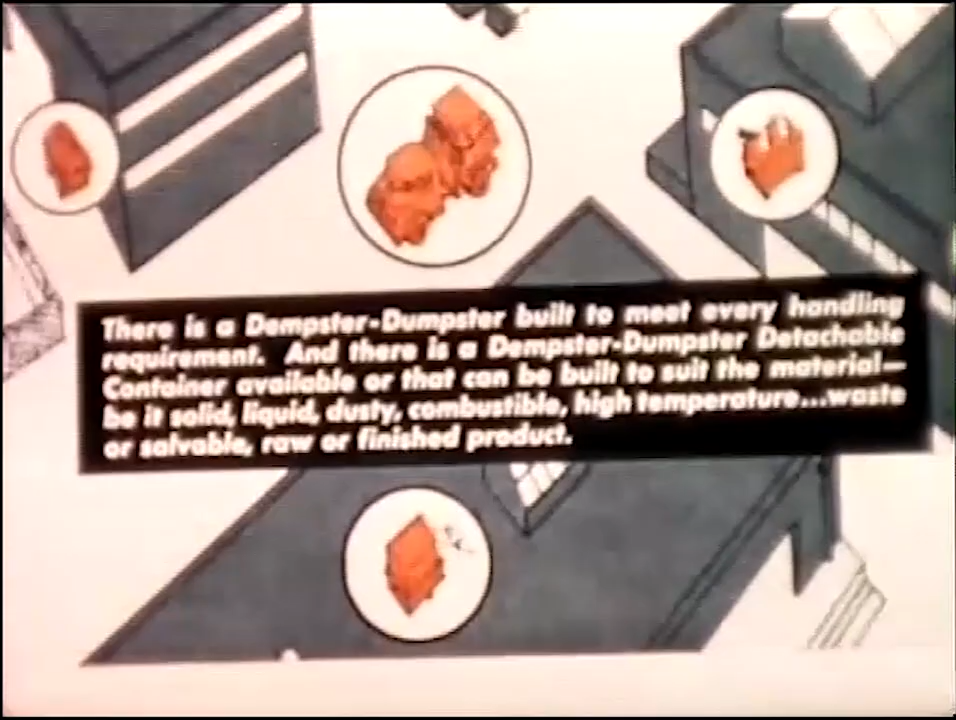 There is a Dempster-Dumpster built to meet every handling
requirement. And there is a Dempster-Dumpster Detachable
Container available or that can be built to suit the material—
be it solid, liquid, dusty, combustible, high temperature...waste
or salvable, raw or finished product.